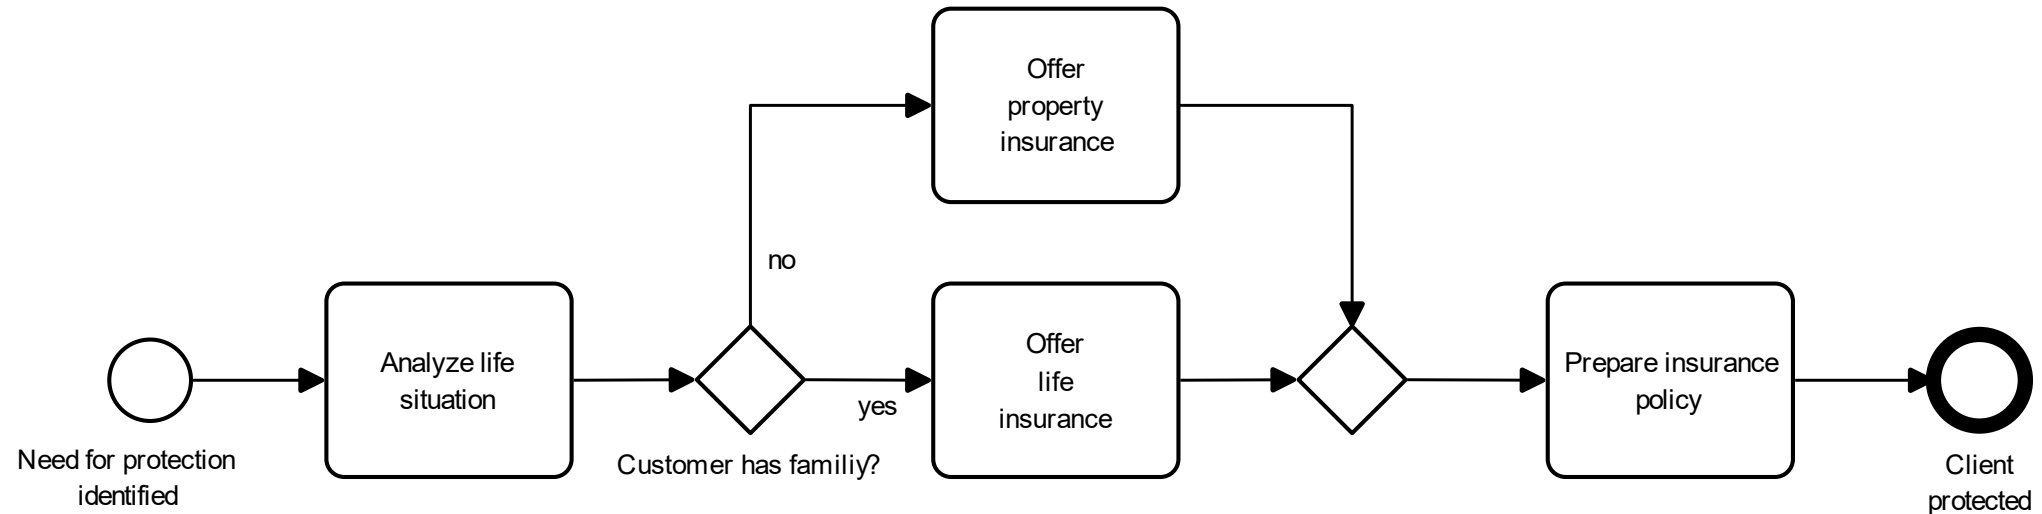 Need for protection
identified
Analyze life
situation
Customer has familiy?
no
yes
Offer
property
insurance
Offer
life
insurance
Prepare insurance
policy
Client
protected